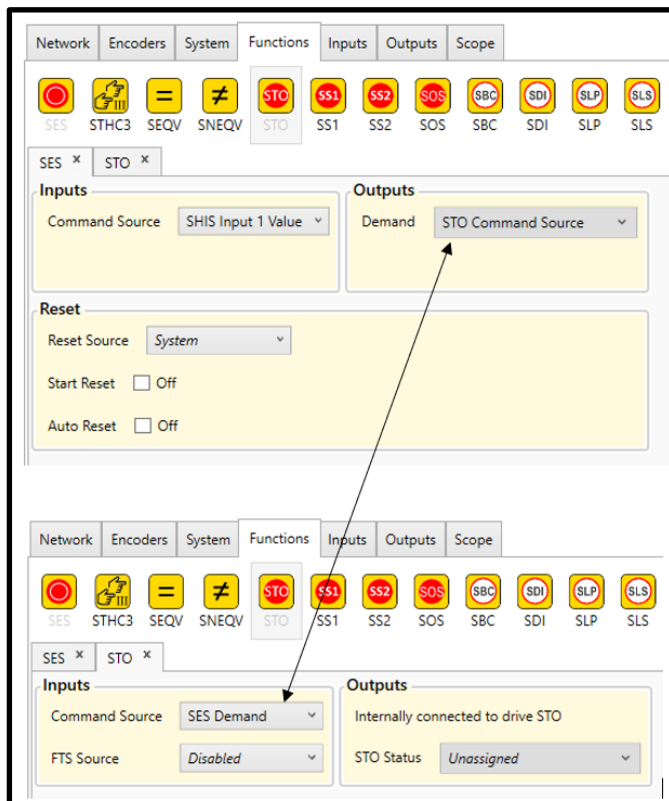 Network Encoders System Functions Inputs Outputs Scope
STO SS1 SS2 SOS SBC SDI SLP SLS
SES STHC3 SEQV SNEQV STO SS1 SS2 SOS SBC SDI SLP SLS
SES × STO ×
Inputs Outputs
Command Source SHIS Input 1 Value Demand STO Command Source
Reset
Reset Source System
Start Reset Off
Auto Reset Off
Network Encoders System Functions Inputs Outputs Scope
STO SS1 SS2 SOS SBC SDI SLP SLS
SES STHC3 SEQV SNEQV STO SS1 SS2 SOS SBC SDI SLP SLS
SES × STO ×
Inputs Outputs
Command Source SES Demand Internally connected to drive STO
FTS Source Disabled STO Status Unassigned